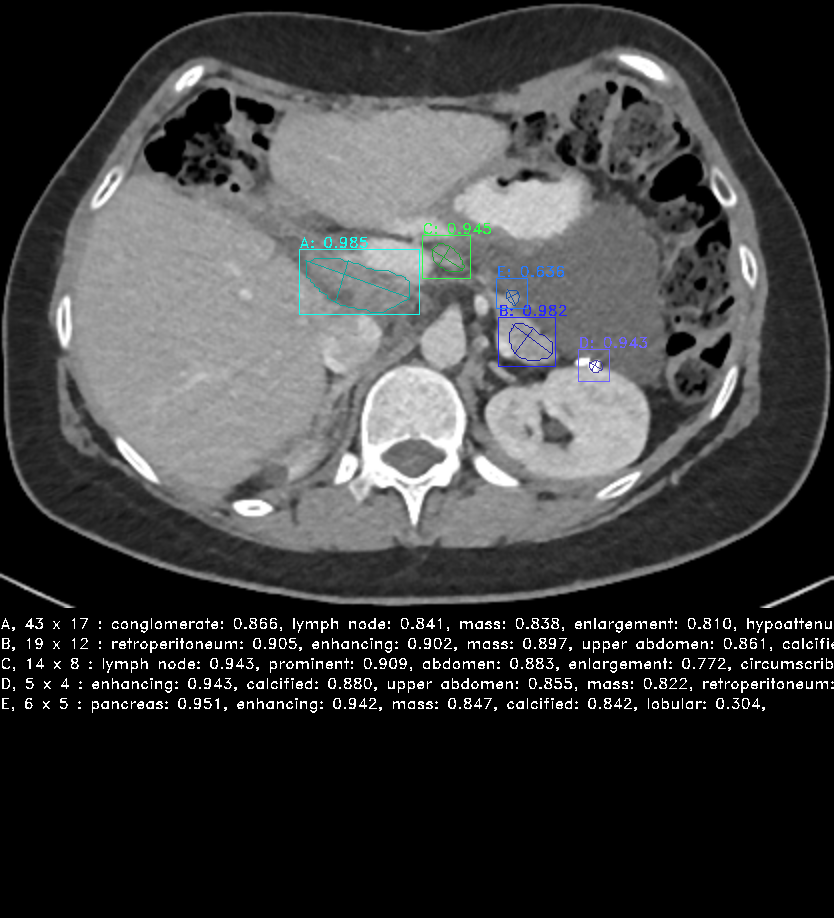 C: 0.945
A: 0.985
E: 0.535
B: 0.982
D: 0.943
A, 43 x 17 : conglomerate: 0.866, lymph node: 0.841, mass: 0.838, enlargement: 0.810, hypoattenu
B, 19 x 12 : retroperitoneum: 0.905, enhancing: 0.902, mass: 0.897, upper abdomen: 0.861, calcifie
C, 14 x 8 : lymph node: 0.943, prominent: 0.909, abdomen: 0.883, enlargement: 0.772, circumscrib
D, 5 x 4 : enhancing: 0.943, calcified: 0.880, upper abdomen: 0.855, mass: 0.822, retroperitoneum:
E, 6 x 5 : pancreas: 0.951, enhancing: 0.942, mass: 0.847, calcified: 0.842, lobular: 0.304,